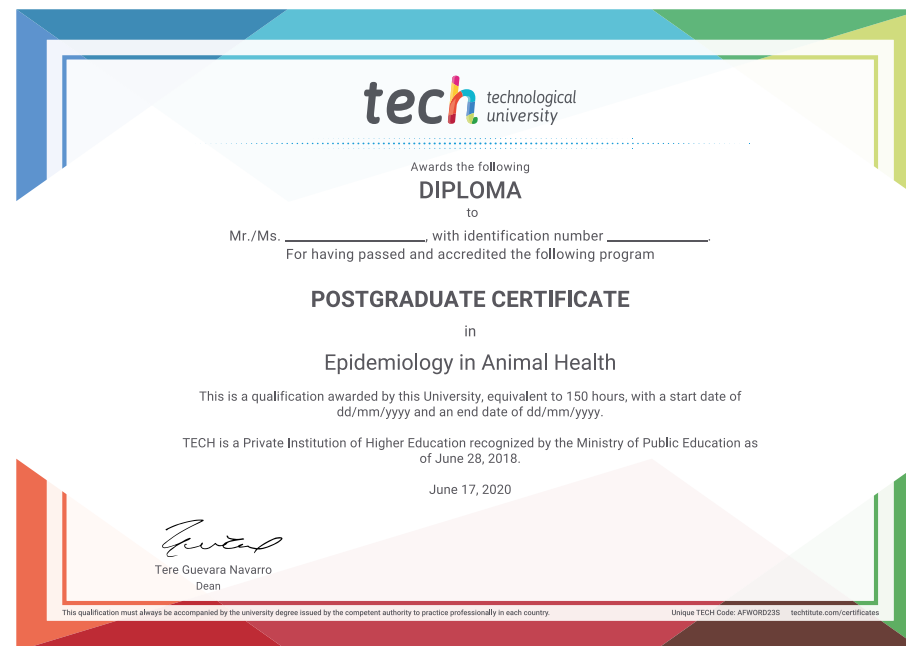 tech technological
university
Awards the following
DIPLOMA
to
Mr./Ms. ____________________, with identification number ______________.
For having passed and accredited the following program
POSTGRADUATE CERTIFICATE
in
Epidemiology in Animal Health
This is a qualification awarded by this University, equivalent to 150 hours, with a start date of
dd/mm/yyyy and an end date of dd/mm/yyyy.
TECH is a Private Institution of Higher Education recognized by the Ministry of Public Education as
of June 28, 2018.
June 17, 2020
Tere Guevara Navarro
Dean
This qualification must always be accompanied by the university degree issued by the competent authority to practice professionally in each country.
Unique TECH Code: AFWORD23S techtitute.com/certificates